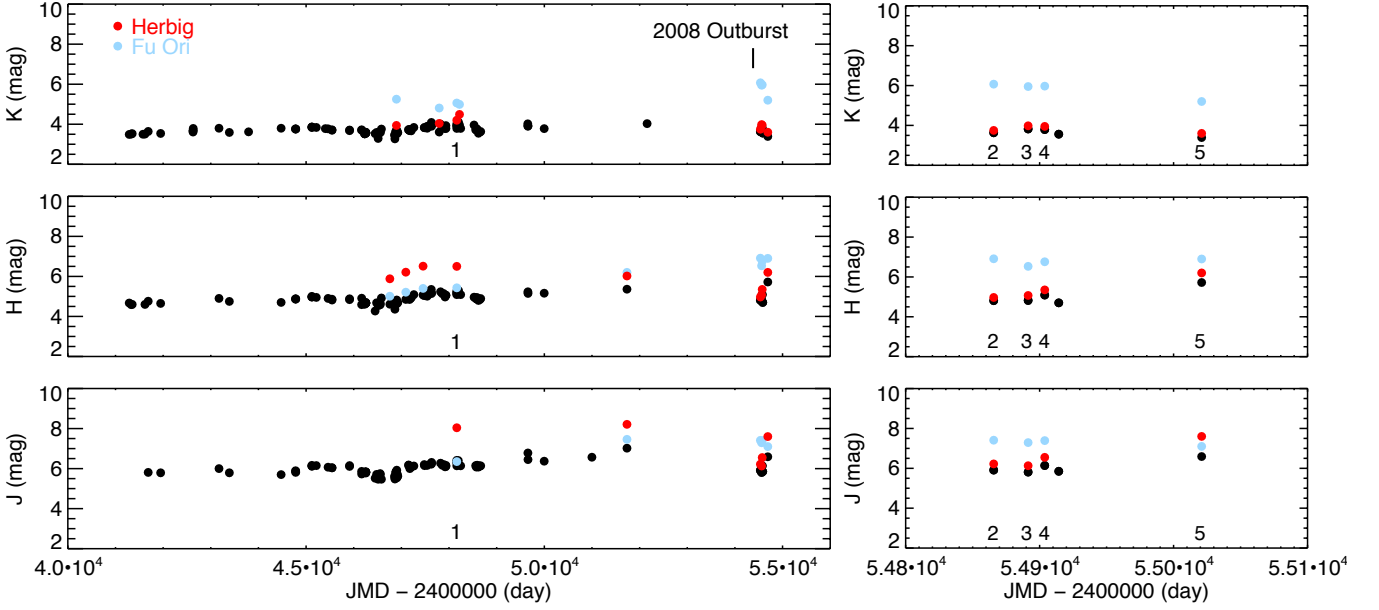 Herbig
Fu Ori
2008 Outburst
K (mag)
10
8
6
4
2
1
K (mag)
10
8
6
4
2
2 3 4 5
H (mag)
10
8
6
4
2
1
H (mag)
10
8
6
4
2
2 3 4 5
J (mag)
10
8
6
4
2
1
4.0•10⁴ 4.5•10⁴ 5.0•10⁴ 5.5•10⁴
JMD − 2400000 (day)
J (mag)
10
8
6
4
2
2 3 4 5
5.48•10⁴ 5.49•10⁴ 5.50•10⁴ 5.51•10⁴
JMD − 2400000 (day)